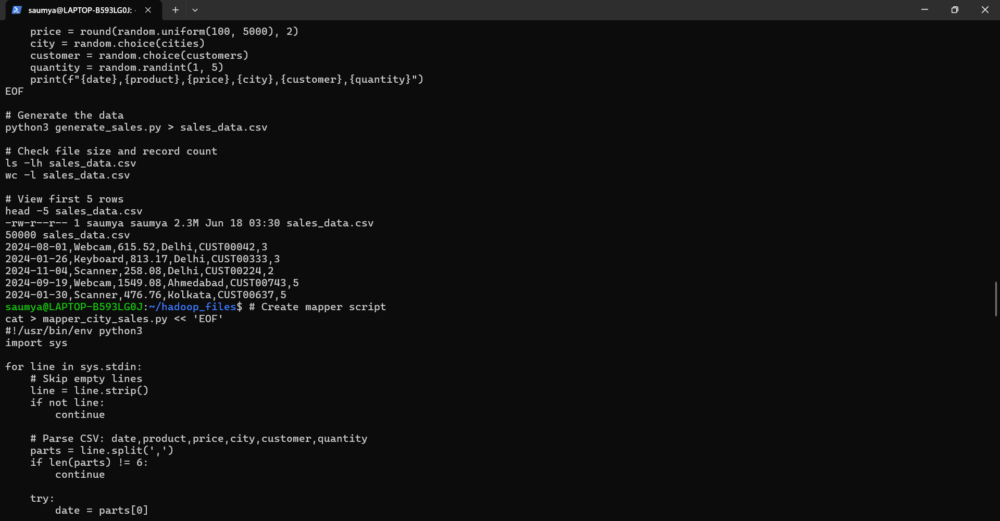 saumya@LAPTOP-B593LG0J: ~
    price = round(random.uniform(100, 5000), 2)
    city = random.choice(cities)
    customer = random.choice(customers)
    quantity = random.randint(1, 5)
    print(f"{date},{product},{price},{city},{customer},{quantity}")
EOF

# Generate the data
python3 generate_sales.py > sales_data.csv

# Check file size and record count
ls -lh sales_data.csv
wc -l sales_data.csv

# View first 5 rows
head -5 sales_data.csv
-rw-r--r-- 1 saumya saumya 2.3M Jun 18 03:30 sales_data.csv
50000 sales_data.csv
2024-08-01,Webcam,615.52,Delhi,CUST00042,3
2024-01-26,Keyboard,813.17,Delhi,CUST00333,3
2024-11-04,Scanner,258.08,Delhi,CUST00224,2
2024-09-19,Webcam,1549.08,Ahmedabad,CUST00743,5
2024-01-30,Scanner,476.76,Kolkata,CUST00637,5
saumya@LAPTOP-B593LG0J:~/hadoop_files$ # Create mapper script
cat > mapper_city_sales.py << 'EOF'
#!/usr/bin/env python3
import sys

for line in sys.stdin:
    # Skip empty lines
    line = line.strip()
    if not line:
        continue

    # Parse CSV: date,product,price,city,customer,quantity
    parts = line.split(',')
    if len(parts) != 6:
        continue

    try:
        date = parts[0]